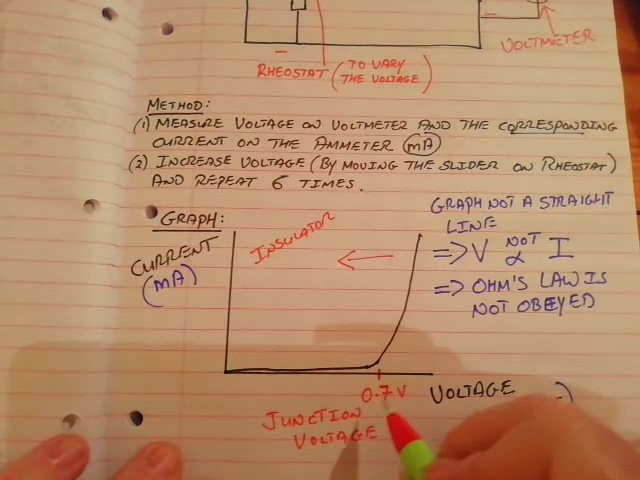 VOLTMETER
RHEOSTAT (TO VARY
THE VOLTAGE)
METHOD:
(1) MEASURE VOLTAGE ON VOLTMETER AND THE CORRESPONDING
CURRENT ON THE AMMETER (mA)
(2) INCREASE VOLTAGE (BY MOVING THE SLIDER ON RHEOSTAT)
AND REPEAT 6 TIMES.
GRAPH:
CURRENT
(mA)
INSULATOR
GRAPH NOT A STRAIGHT
LINE
=> V NOT ∝ I
=> OHM'S LAW IS
NOT OBEYED
0.7 V
VOLTAGE
JUNCTION
VOLTAGE